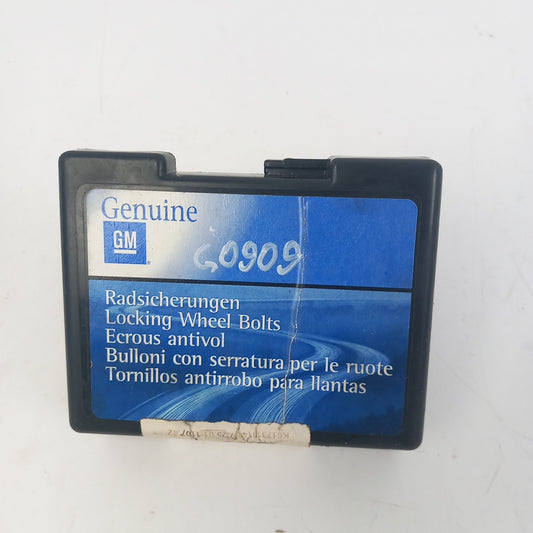 Genuine
GM
G0909
Radsicherungen
Locking Wheel Bolts
Ecrous antivol
Bulloni con serratura per le ruote
Tornillos antirrobo para llantas